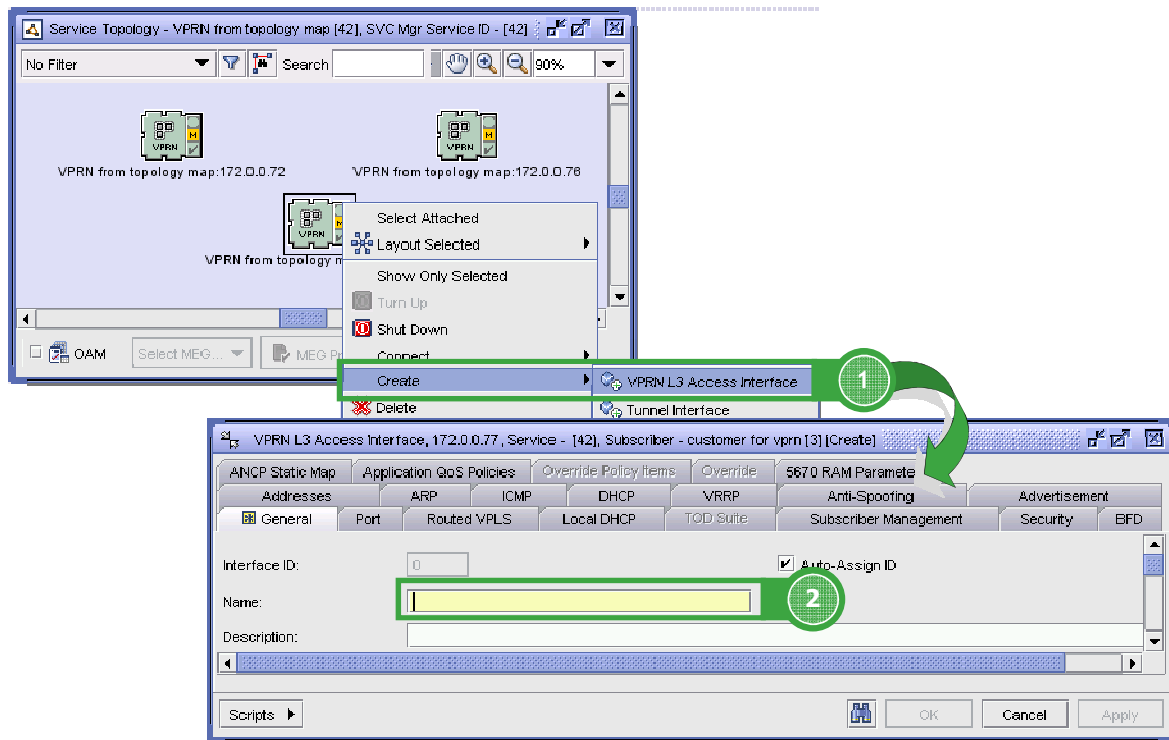 Service Topology - VPRN from topology map [42], SVC Mgr Service ID - [42]
No Filter Search 90%
VPRN VPRN
M M
VPRN from topology map:172.0.0.72 VPRN from topology map:172.0.0.76
VPRN
VPRN from topology
Select Attached
Layout Selected
Show Only Selected
Turn Up
Shut Down
Connect
OAM Select MEG... MEG
Create VPRN L3 Access Interface 1
Delete Tunnel Interface
VPRN L3 Access Interface, 172.0.0.77, Service - [42], Subscriber - customer for vprn [3] [Create]
ANCP Static Map Application QoS Policies Override Policy Items Override 5670 RAM Paramete
Addresses ARP ICMP DHCP VRRP Anti-Spoofing Advertisement
General Port Routed VPLS Local DHCP TOD Suite Subscriber Management Security BFD
Interface ID: 0 Auto-Assign ID
Name: 2
Description:
Scripts OK Cancel Apply